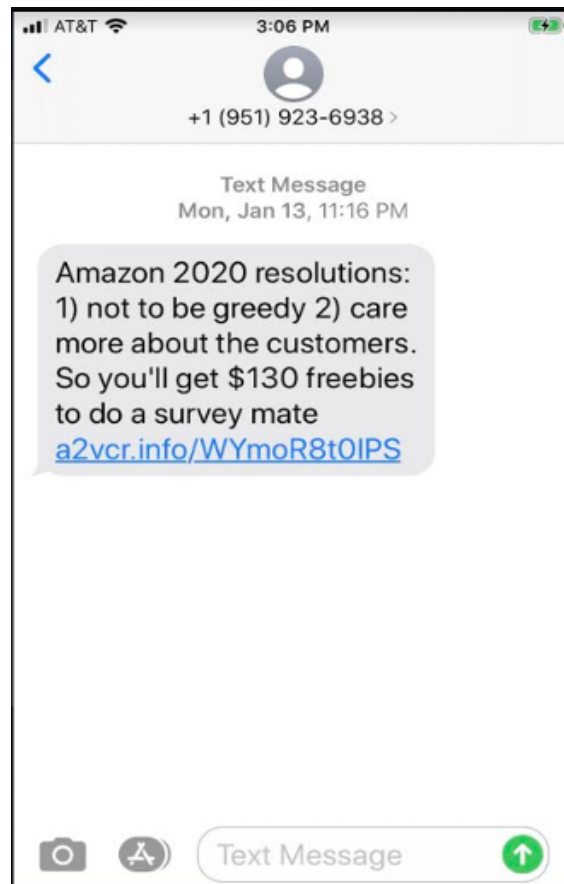 AT&T
3:06 PM
+1 (951) 923-6938 >
Text Message
Mon, Jan 13, 11:16 PM
Amazon 2020 resolutions:
1) not to be greedy 2) care
more about the customers.
So you'll get $130 freebies
to do a survey mate
a2vcr.info/WYmoR8t0IPS
Text Message